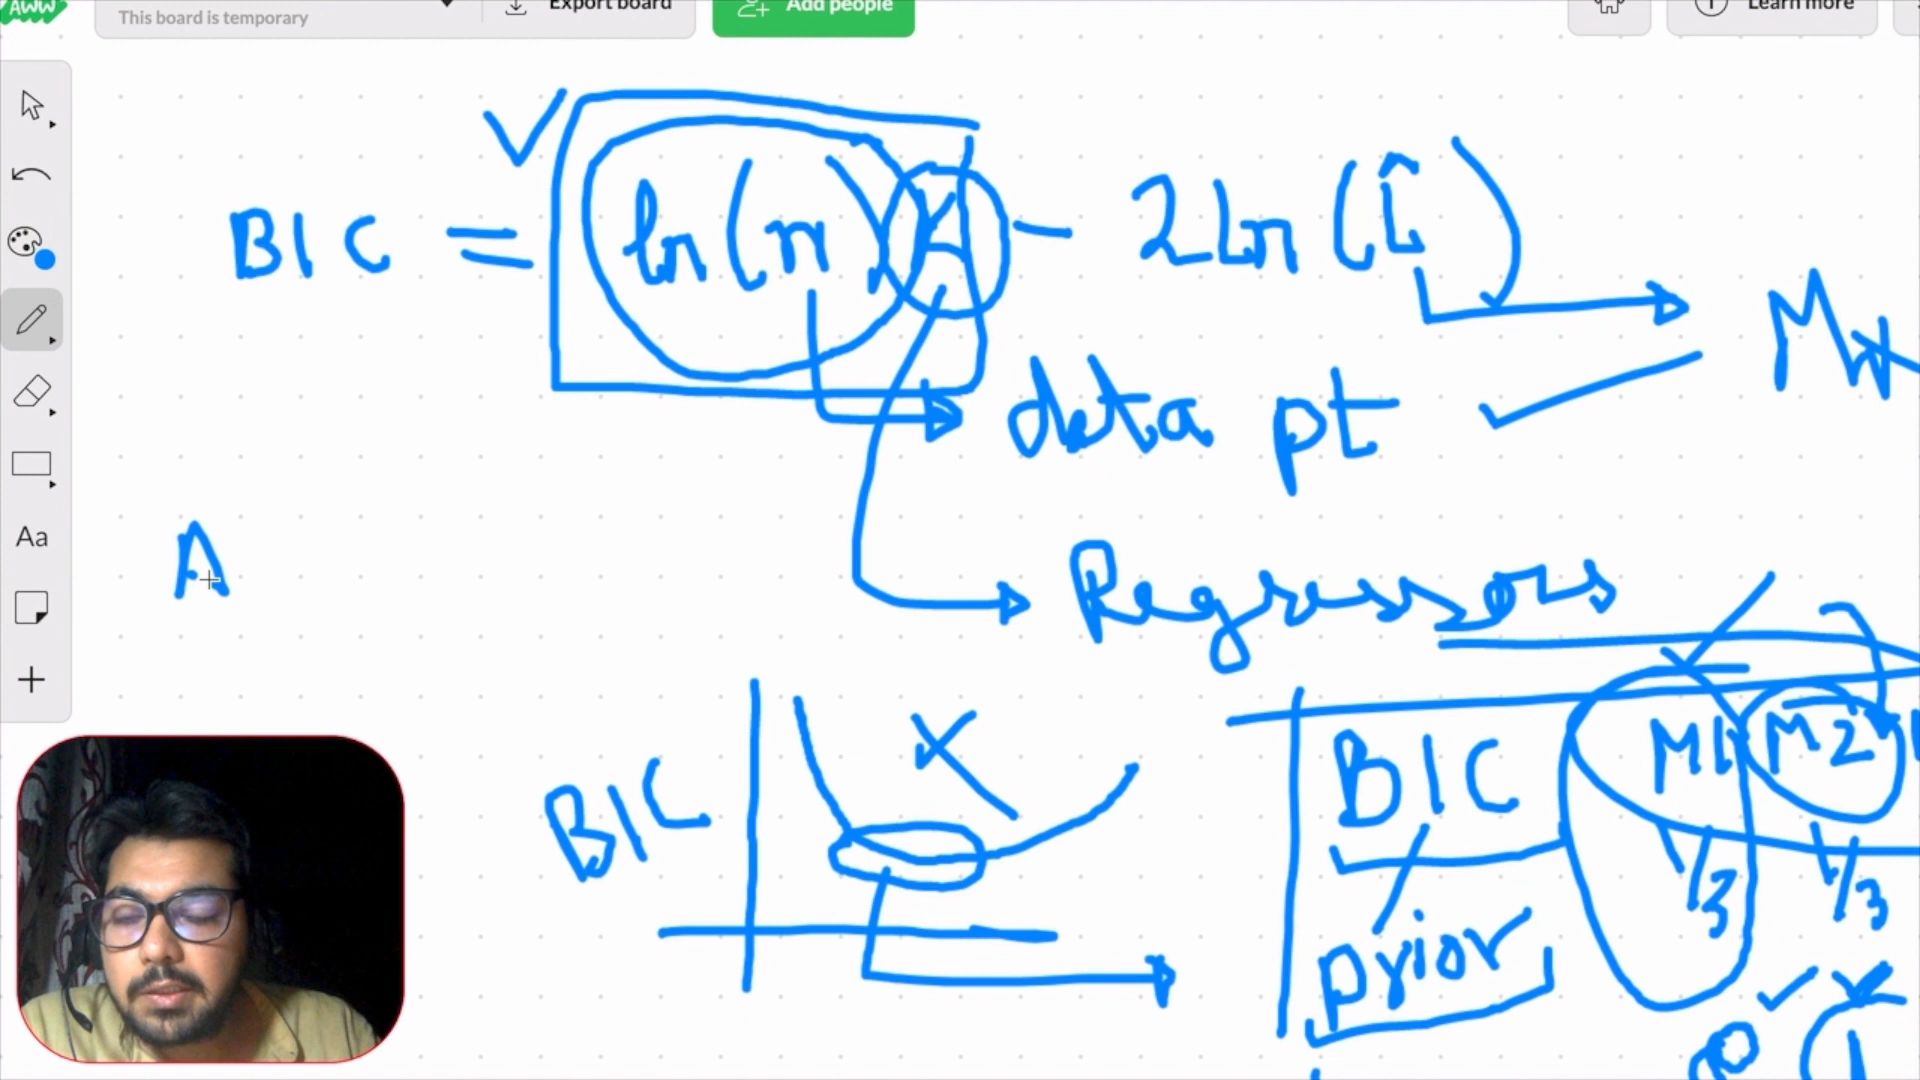 AWW
This board is temporary
Export board
Add people
Learn more
BIC = ln(n) k - 2ln(L̂)
data pt
A
Aa
Regressors
BIC
BIC M1 M2
1/3 1/3
prior